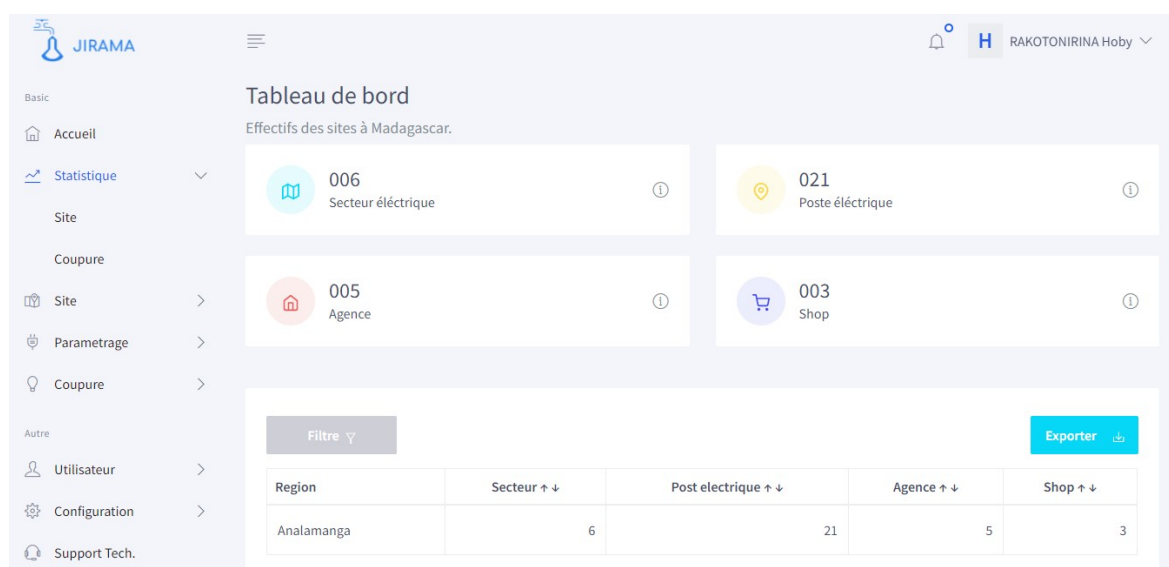 JIRAMA
H RAKOTONIRINA Hoby
Basic
Accueil
Statistique
Site
Coupure
Site
Parametrage
Coupure
Autre
Utilisateur
Configuration
Support Tech.
Tableau de bord
Effectifs des sites à Madagascar.
006
Secteur éléctrique
021
Poste éléctrique
005
Agence
003
Shop
Filtre
Exporter
Region Secteur ↑↓ Post electrique ↑↓ Agence ↑↓ Shop ↑↓
Analamanga 6 21 5 3